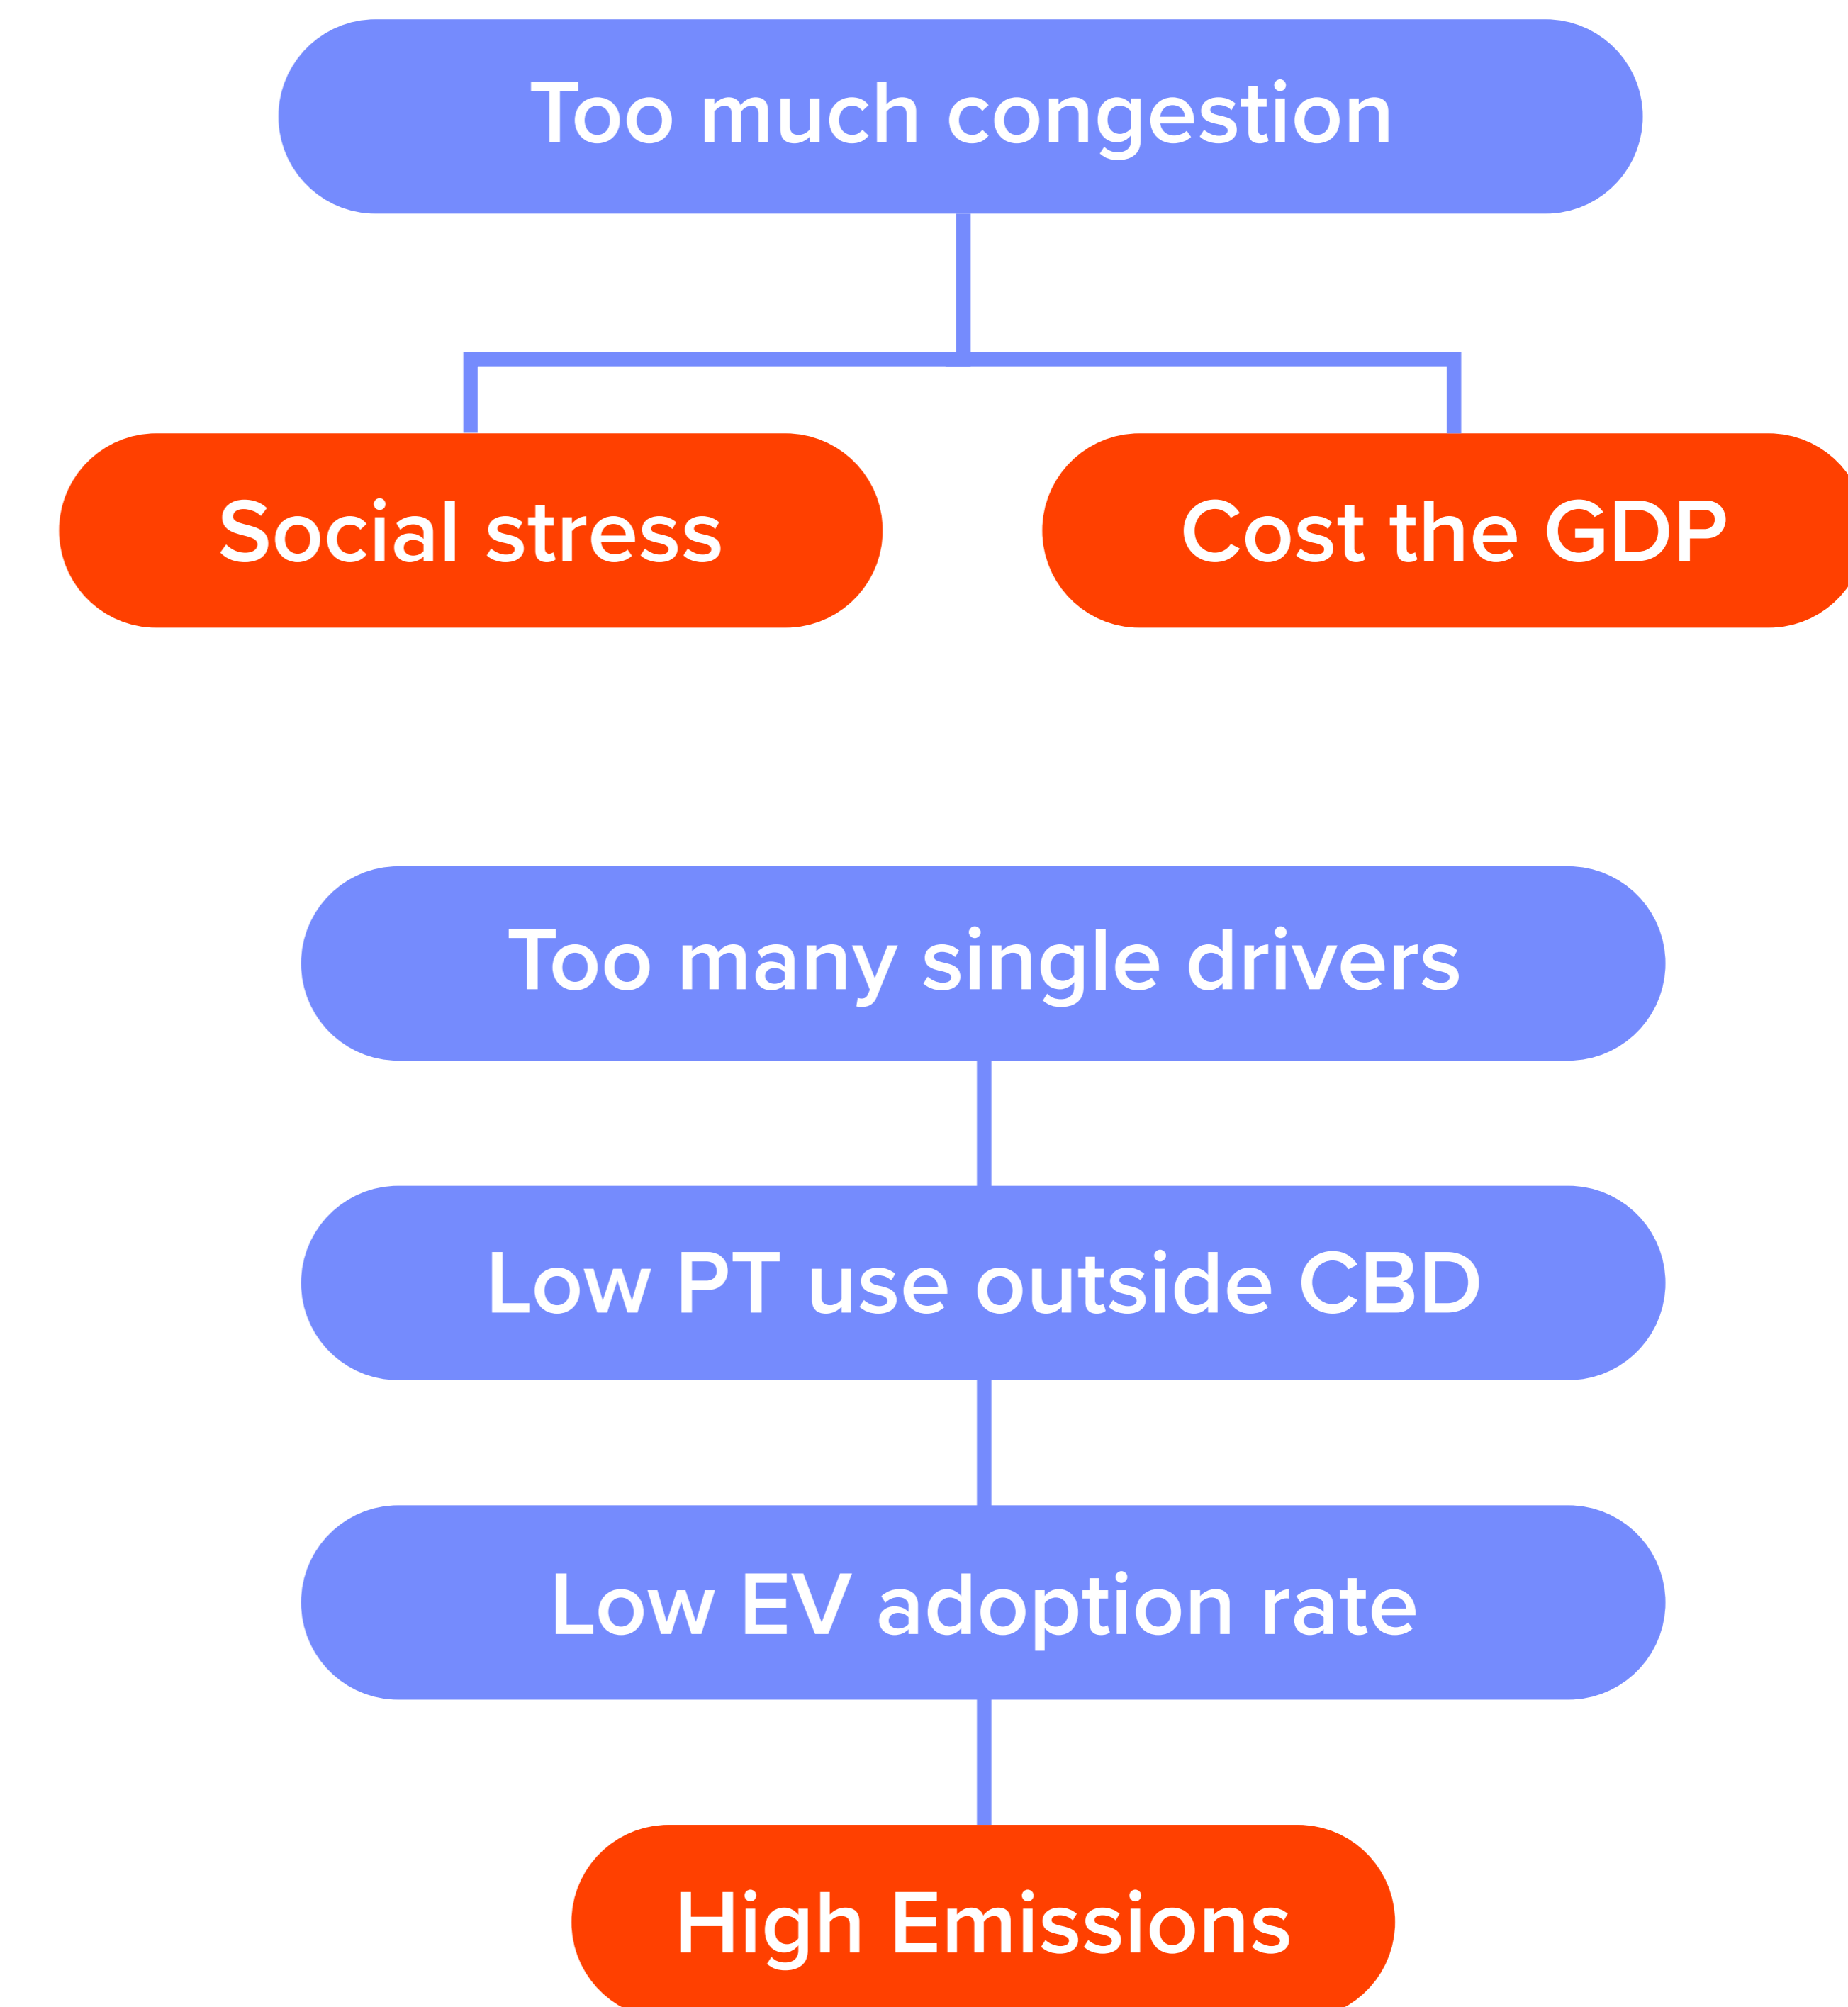 Too much congestion
Social stress
Cost the GDP
Too many single drivers
Low PT use outside CBD
Low EV adoption rate
High Emissions